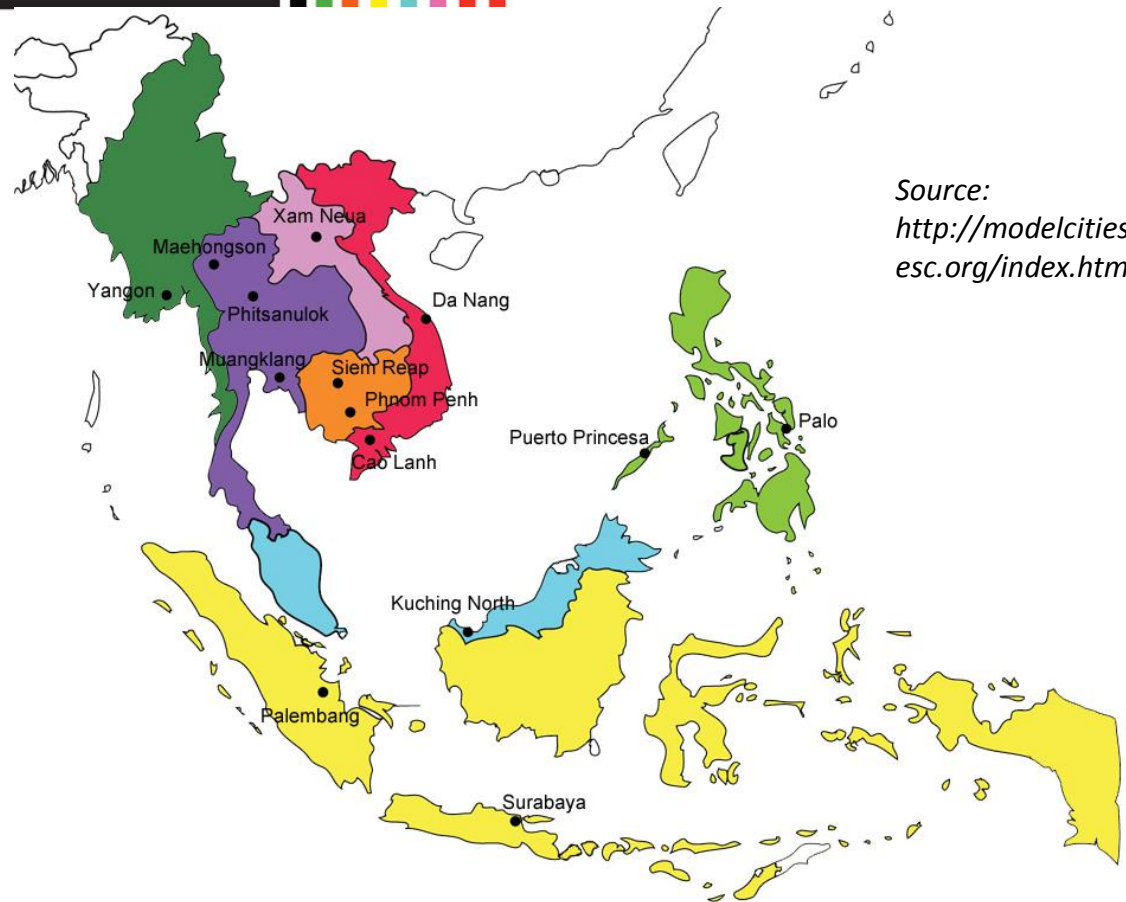 Xam Neua
Source:
http://modelcities
Maehongson
esc.org/index.htm
Yangon
Da Nang
Phitsanulok
Muangklang
Siem Reap
Phnom Penh
Palo
Puerto Princesa
Cao Lanh
Kuching North
Palembang
Surabaya